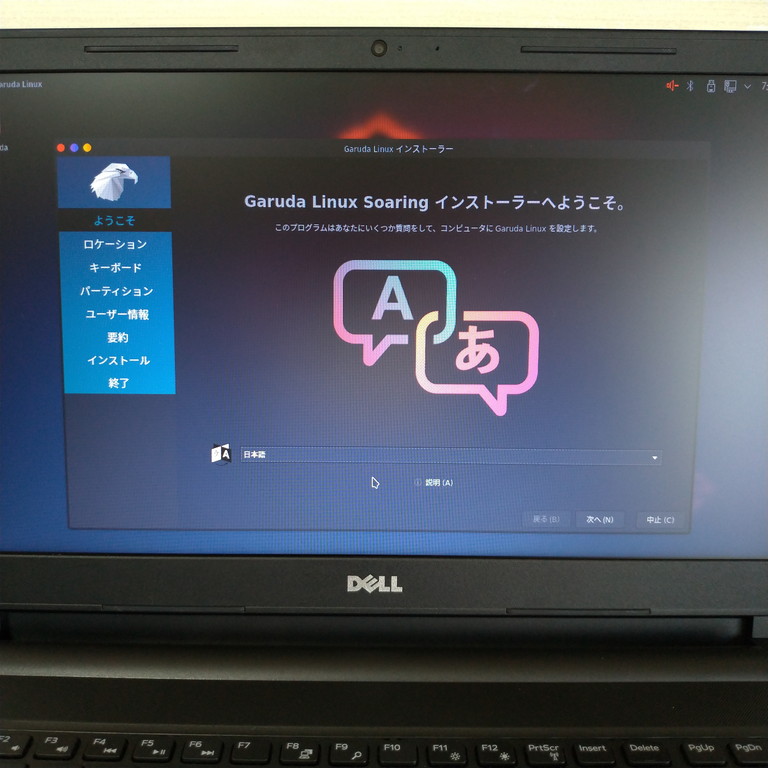 aruda Linux
7:
da
Garuda Linux インストーラー
ようこそ
ロケーション
キーボード
パーティション
ユーザー情報
要約
インストール
終了
Garuda Linux Soaring インストーラーへようこそ。
このプログラムはあなたにいくつか質問をして、コンピュータに Garuda Linux を設定します。
A
あ
A
日本語
説明 (A)
戻る (B)
次へ (N)
中止 (C)
DELL
F2
F3
F4
F5
F6
F7
F8
F9
F10
F11
F12
PrtScr
Insert
Delete
PgUp
PgDn